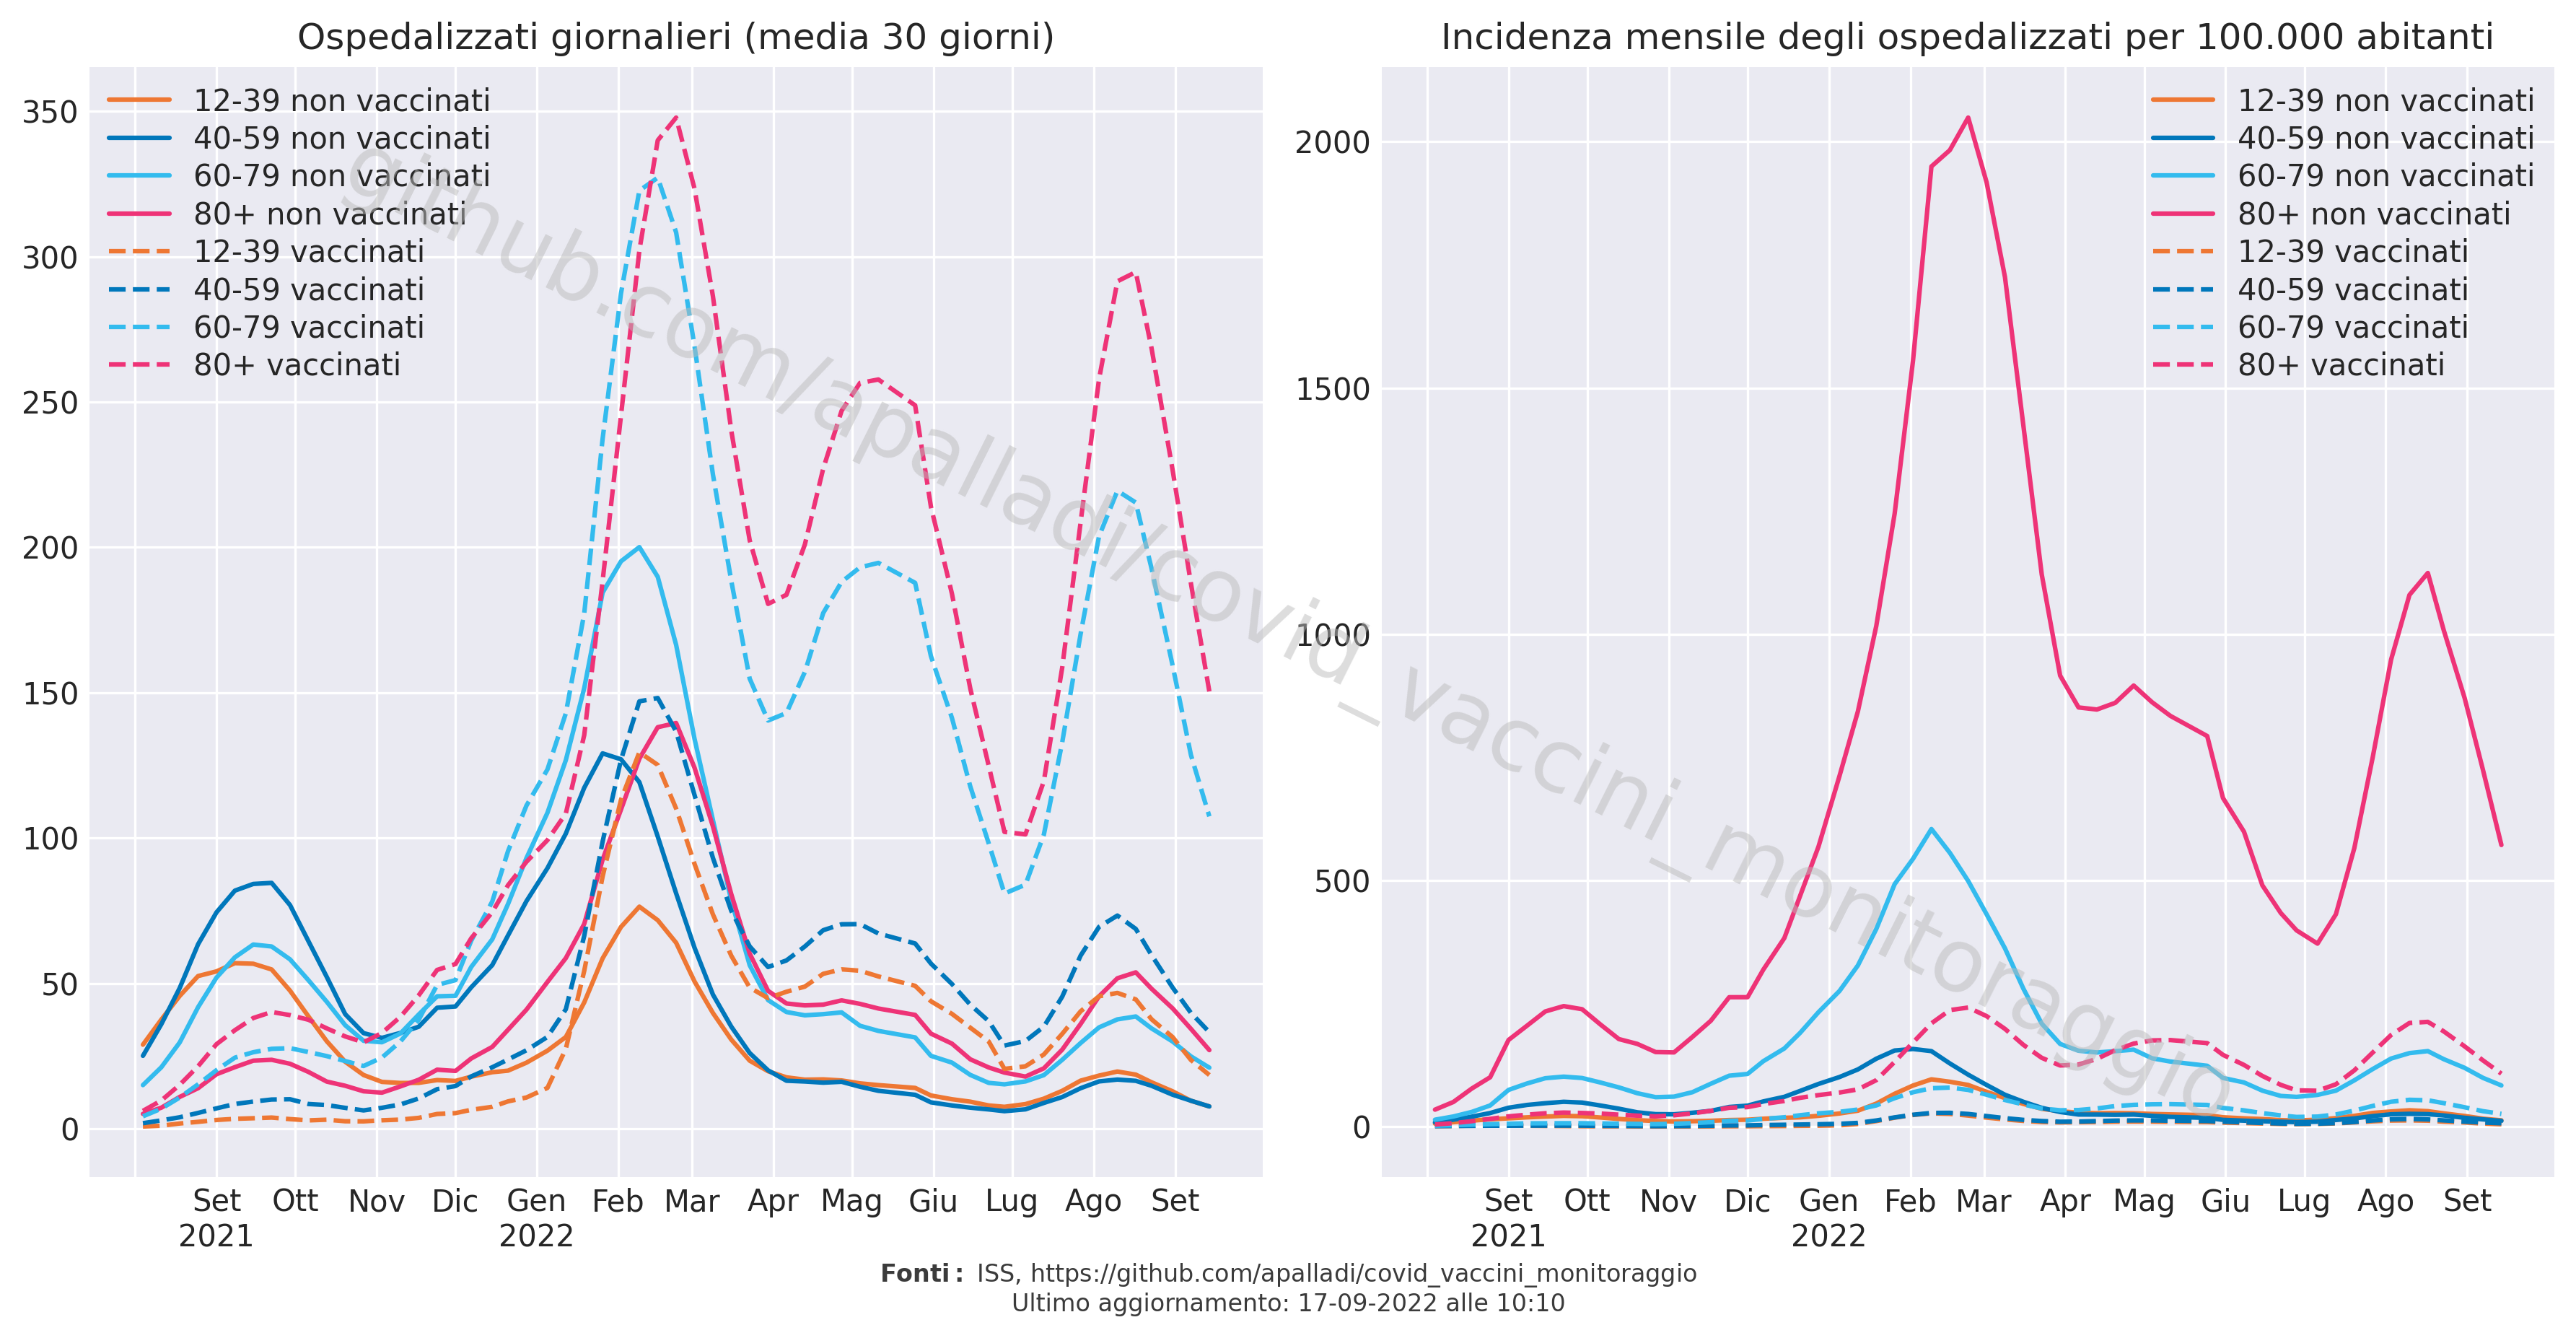 Ospedalizzati giornalieri (media 30 giorni)
350
300
250
200
150
100
50
0
12-39 non vaccinati
40-59 non vaccinati
60-79 non vaccinati
80+ non vaccinati
12-39 vaccinati
40-59 vaccinati
60-79 vaccinati
80+ vaccinati
Set Ott Nov Dic Gen Feb Mar Apr Mag Giu Lug Ago Set
2021 2022
Incidenza mensile degli ospedalizzati per 100.000 abitanti
2000
1500
1000
500
0
12-39 non vaccinati
40-59 non vaccinati
60-79 non vaccinati
80+ non vaccinati
12-39 vaccinati
40-59 vaccinati
60-79 vaccinati
80+ vaccinati
Set Ott Nov Dic Gen Feb Mar Apr Mag Giu Lug Ago Set
2021 2022
github.com/apalladi/covid_vaccini_monitoraggio
Fonti: ISS, https://github.com/apalladi/covid_vaccini_monitoraggio
Ultimo aggiornamento: 17-09-2022 alle 10:10